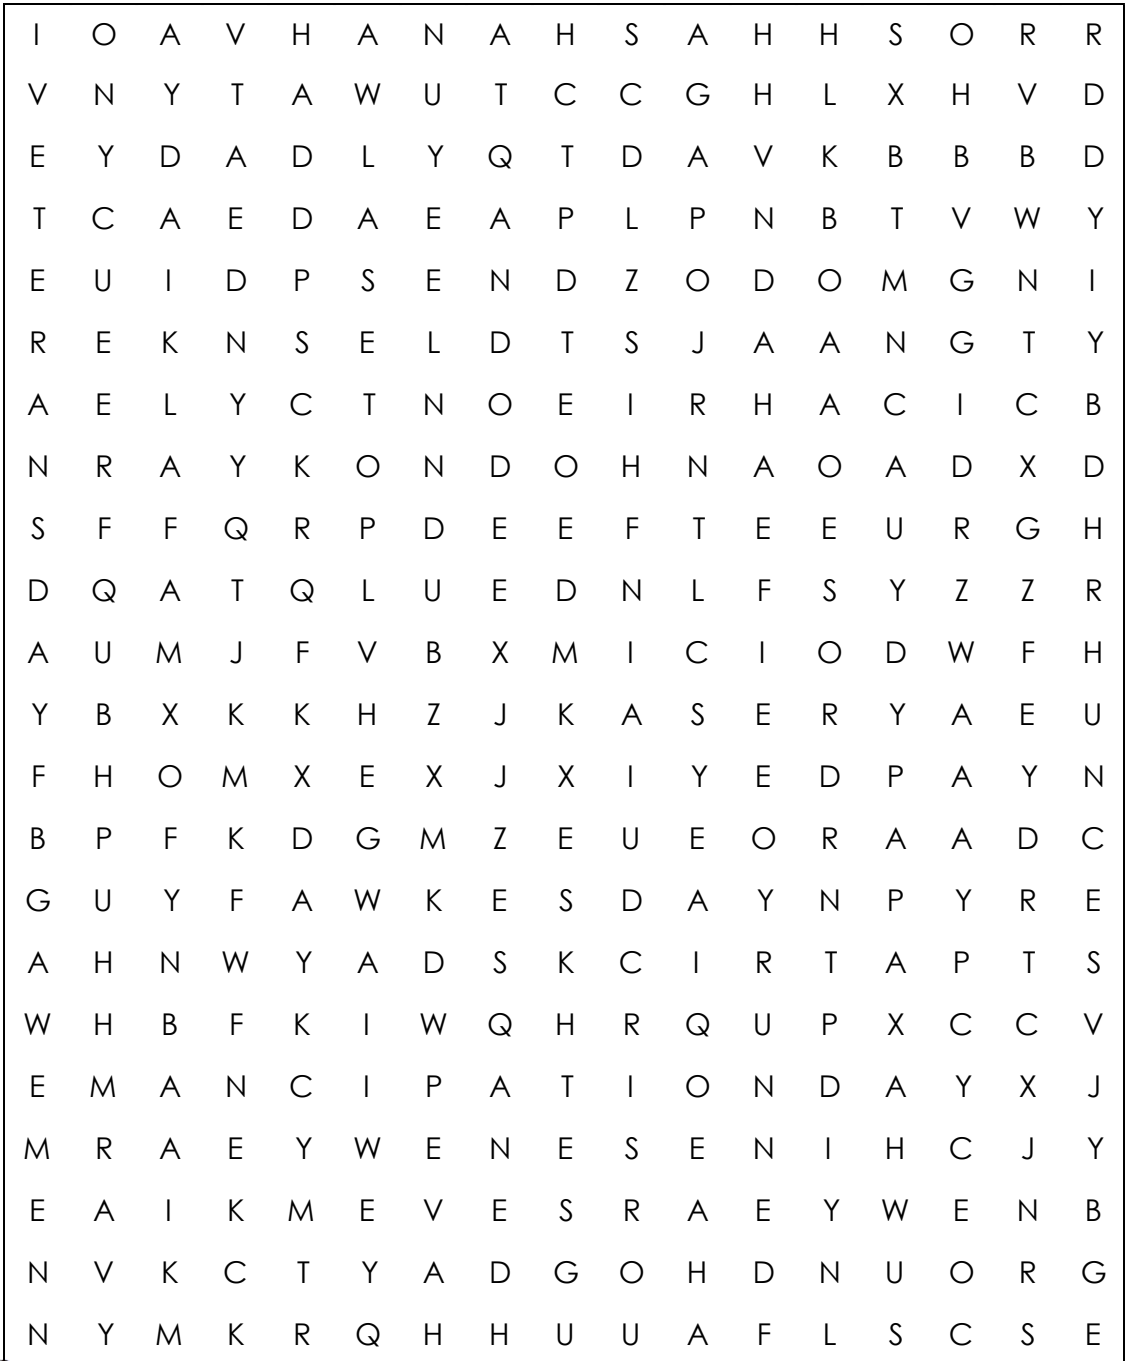 I O A V H A N A H S A H H S O R R
V N Y T A W U T C C G H L X H V D
E Y D A D L Y Q T D A V K B B B D
T C A E D A E A P L P N B T V W Y
E U I D P S E N D Z O D O M G N I
R E K N S E L D T S J A A N G T Y
A E L Y C T N O E I R H A C I C B
N R A Y K O N D O H N A O A D X D
S F F Q R P D E E F T E E U R G H
D Q A T Q L U E D N L F S Y Z Z R
A U M J F V B X M I C I O D W F H
Y B X K K H Z J K A S E R Y A E U
F H O M X E X J X I Y E D P A Y N
B P F K D G M Z E U E O R A A D C
G U Y F A W K E S D A Y N P Y R E
A H N W Y A D S K C I R T A P T S
W H B F K I W Q H R Q U P X C C V
E M A N C I P A T I O N D A Y X J
M R A E Y W E N E S E N I H C J Y
E A I K M E V E S R A E Y W E N B
N V K C T Y A D G O H D N U O R G
N Y M K R Q H H U U A F L S C S E